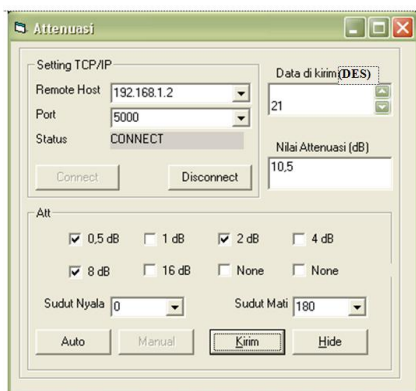 Attenuasi
Setting TCP/IP
Remote Host 192.168.1.2
Port 5000
Status CONNECT
Connect Disconnect
Data di kirim (DES)
21
Nilai Attenuasi (dB)
10,5
Att
0,5 dB 1 dB 2 dB 4 dB
8 dB 16 dB None None
Sudut Nyala 0 Sudut Mati 180
Auto Manual Kirim Hide